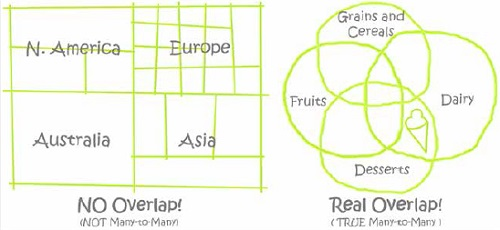 N. America
Europe
Australia
Asia
NO Overlap!
(NOT Many-to-Many)
Grains and
Cereals
Fruits
Dairy
Desserts
Real Overlap!
(TRUE Many-to-Many )